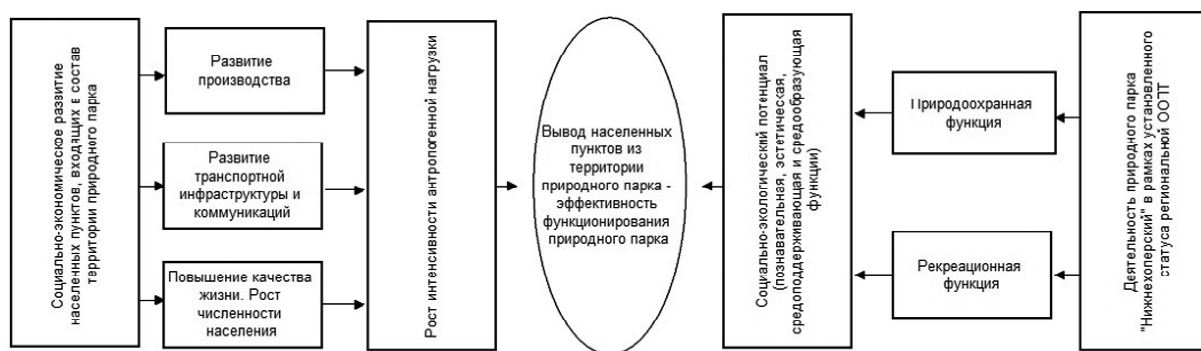 Социально-экономическое развитие
населенных пунктов, входящих в состав
территории природного парка
Развитие
производства
Развитие
транспортной
инфраструктуры и
коммуникаций
Повышение качества
жизни. Рост
численности
населения
Рост интенсивности антропогенной нагрузки
Вывод населенных
пунктов из
территории
природного парка -
эффективность
функционирования
природного парка
Социально-экологический потенциал
(познавательная, эстетическая,
средоподдерживающая и средообразующая
функции)
Природоохранная
функция
Рекреационная
функция
Деятельность природного парка
"Нижнехоперский" в рамках установленного
статуса региональной ООПТ